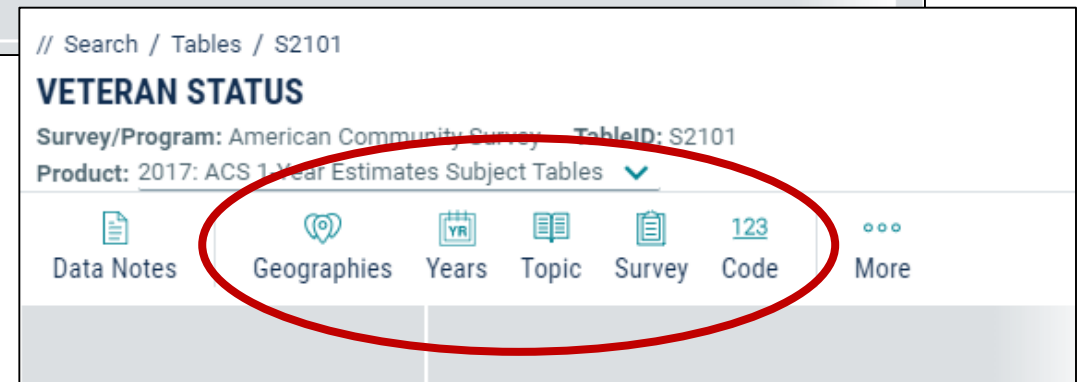 // Search / Tables / S2101
VETERAN STATUS
Survey/Program: American Community Survey TableID: S2101
Product: 2017: ACS 1-Year Estimates Subject Tables
YR 123
Data Notes Geographies Years Topic Survey Code More